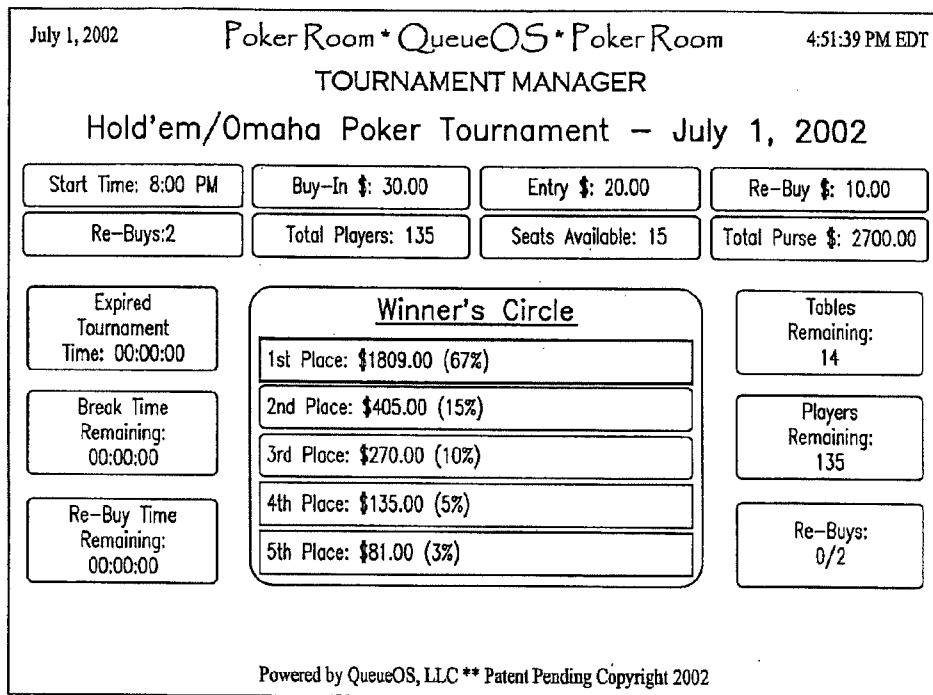 July 1, 2002 Poker Room * QueueOS * Poker Room 4:51:39 PM EDT
TOURNAMENT MANAGER
Hold'em/Omaha Poker Tournament – July 1, 2002
Start Time: 8:00 PM Buy–In $: 30.00 Entry $: 20.00 Re–Buy $: 10.00
Re–Buys:2 Total Players: 135 Seats Available: 15 Total Purse $: 2700.00
Expired
Tournament
Time: 00:00:00
Break Time
Remaining:
00:00:00
Re–Buy Time
Remaining:
00:00:00
Winner's Circle
1st Place: $1809.00 (67%)
2nd Place: $405.00 (15%)
3rd Place: $270.00 (10%)
4th Place: $135.00 (5%)
5th Place: $81.00 (3%)
Tables
Remaining:
14
Players
Remaining:
135
Re–Buys:
0/2
Powered by QueueOS, LLC ** Patent Pending Copyright 2002